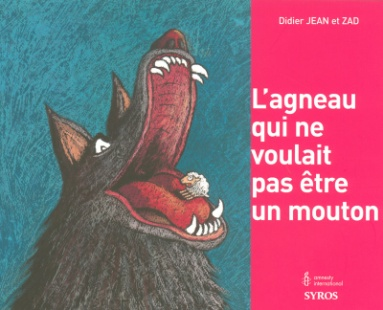 Didier JEAN et ZAD
L'agneau
qui ne
voulait
pas être
un mouton
amnesty
international
SYROS